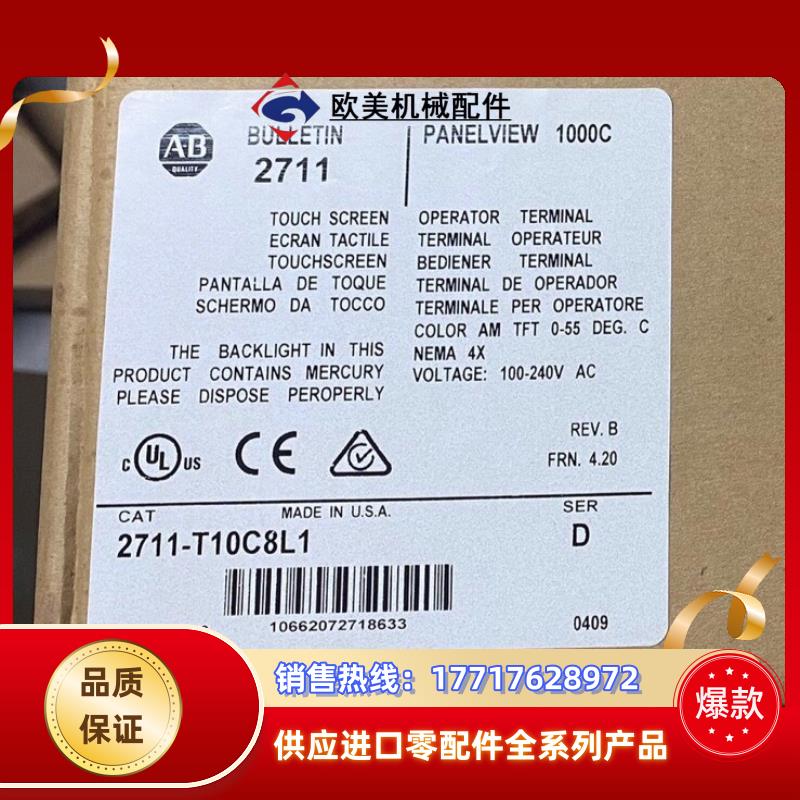 欧美机械配件
AB
QUALITY
BULLETIN
2711
PANELVIEW 1000C
TOUCH SCREEN
ECRAN TACTILE
TOUCHSCREEN
PANTALLA DE TOQUE
SCHERMO DA TOCCO
OPERATOR TERMINAL
TERMINAL OPERATEUR
BEDIENER TERMINAL
TERMINAL DE OPERADOR
TERMINALE PER OPERATORE
COLOR AM TFT 0-55 DEG. C
NEMA 4X
VOLTAGE: 100-240V AC
THE BACKLIGHT IN THIS
PRODUCT CONTAINS MERCURY
PLEASE DISPOSE PEROPERLY
REV. B
FRN. 4.20
C UL US
CE
CAT
MADE IN U.S.A.
SER
2711-T10C8L1
D
10662072718633
0409
品质
保证
销售热线：17717628972
供应进口零配件全系列产品
爆款